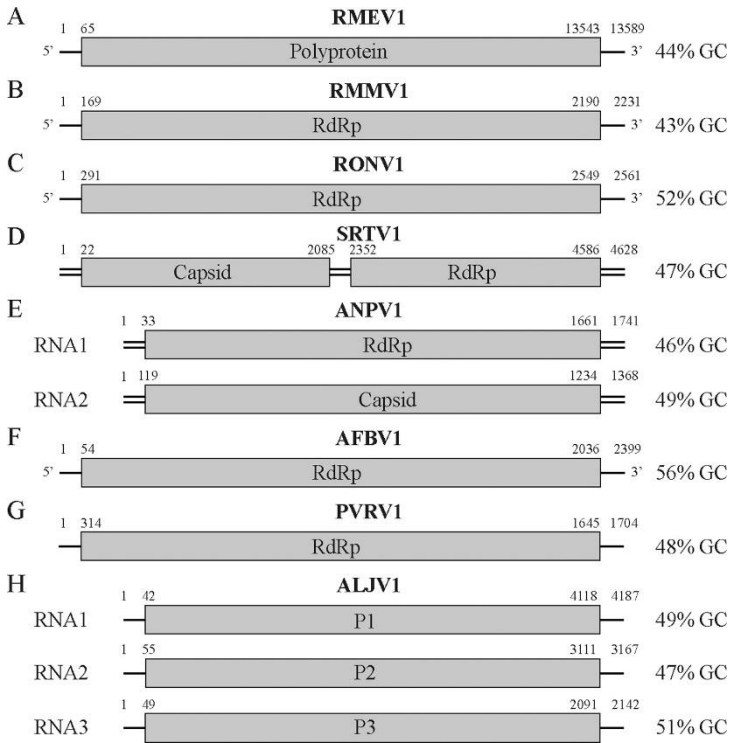 A RMEV1
1 65 13543 13589
5’ Polyprotein 3’ 44% GC
B RMMV1
1 169 2190 2231
5’ RdRp 3’ 43% GC
C RONV1
1 291 2549 2561
5’ RdRp 3’ 52% GC
D SRTV1
1 22 2085 2352 4586 4628
Capsid RdRp 47% GC
E ANPV1
1 33 1661 1741
RNA1 RdRp 46% GC
1 119 1234 1368
RNA2 Capsid 49% GC
F AFBV1
1 54 2036 2399
5’ RdRp 3’ 56% GC
G PVRV1
1 314 1645 1704
RdRp 48% GC
H ALJV1
1 42 4118 4187
RNA1 P1 49% GC
1 55 3111 3167
RNA2 P2 47% GC
1 49 2091 2142
RNA3 P3 51% GC